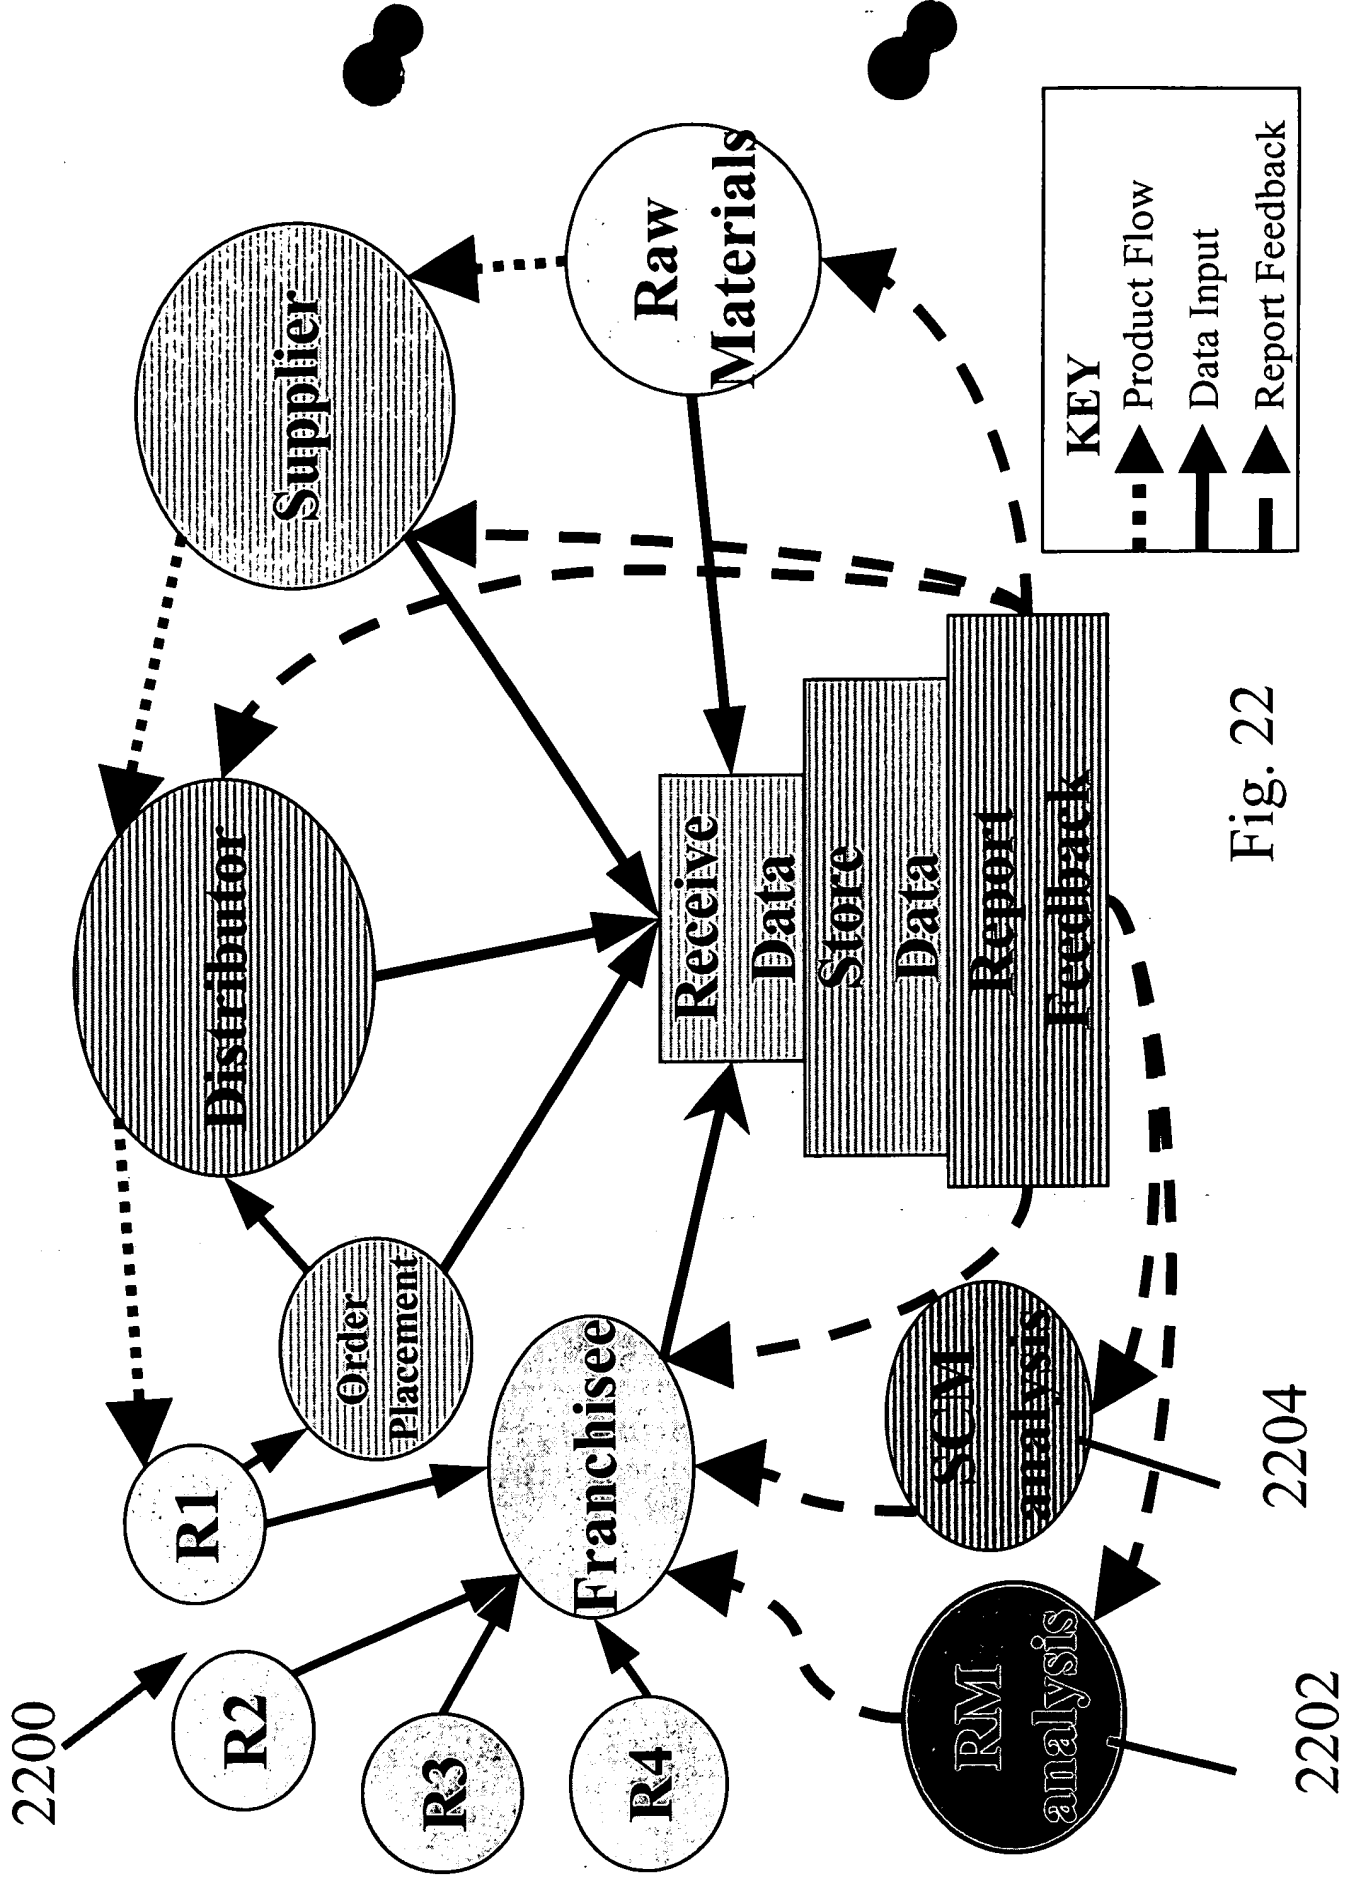 2200
R1
R2
R3
R4
Order
Placement
Distributor
Supplier
Franchisee
Raw
Materials
Receive
Data
Store
Data
Report
Feedback
SCM
analysis
RM
analysis
2202
2204
KEY
Product Flow
Data Input
Report Feedback
Fig. 22